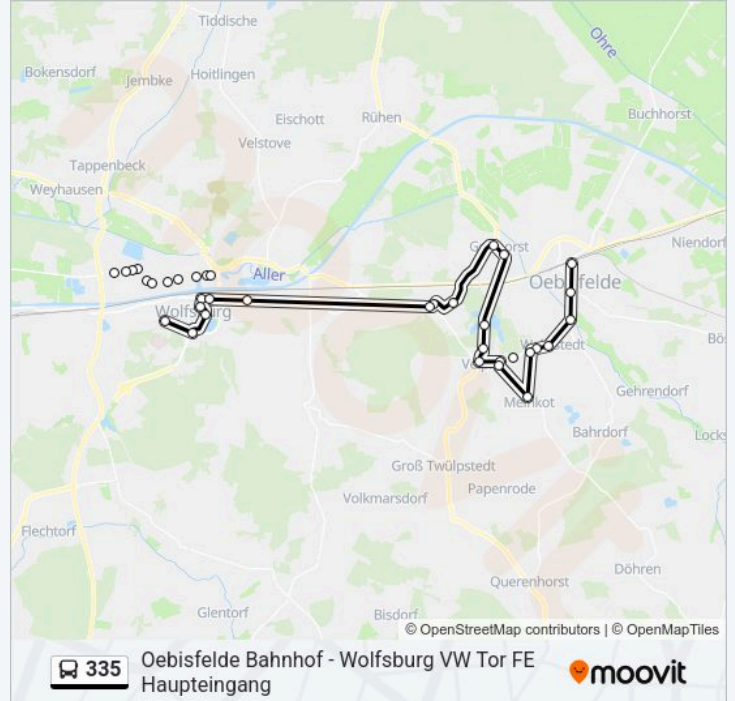 Tiddische
Ohre
Bokensdorf
Jembke
Hoitlingen
Buchhorst
Eischott
Rühen
Velstove
Tappenbeck
Weyhausen
Niendorf
Aller
Oebisfelde
Wolfsburg
Bös
Gehrendorf
Meinkot
Bahrdorf
Locks
Groß Twülpstedt
Papenrode
Volkmarsdorf
Flechtorf
Döhren
Querenhorst
Glentorf
Bisdorf
© OpenStreetMap contributors | © OpenMapTiles
335
Oebisfelde Bahnhof - Wolfsburg VW Tor FE
Haupteingang
moovit